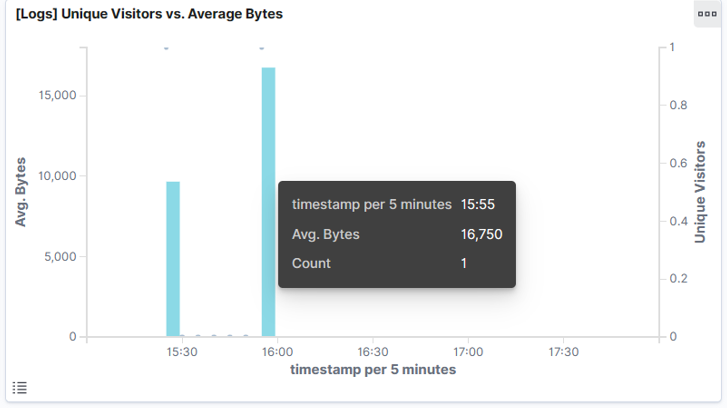 [Logs] Unique Visitors vs. Average Bytes
15,000
10,000
5,000
0
Avg. Bytes
1
0.8
0.6
0.4
0.2
0
Unique Visitors
timestamp per 5 minutes 15:55
Avg. Bytes 16,750
Count 1
15:30 16:00 16:30 17:00 17:30
timestamp per 5 minutes